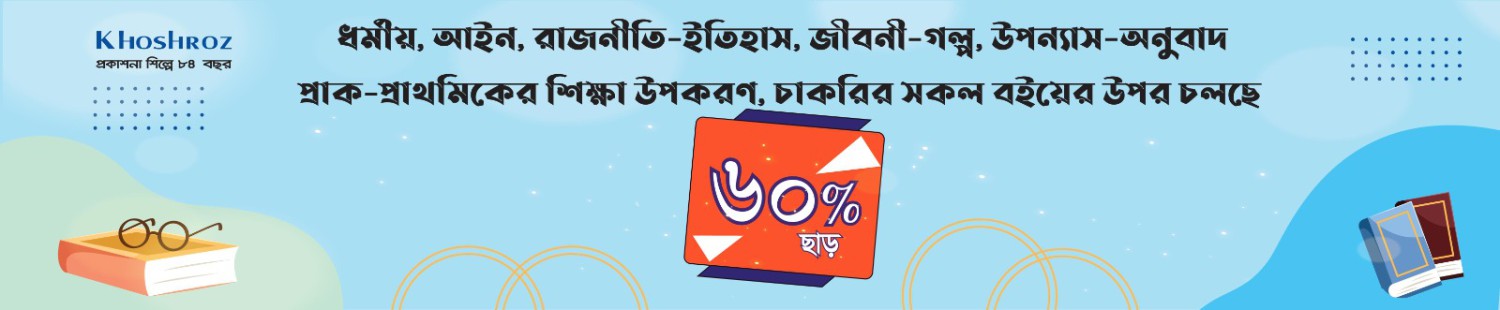 KHOSHROZ
প্রকাশনা শিল্পে ৮৪ বছর
ধর্মীয়, আইন, রাজনীতি-ইতিহাস, জীবনী-গল্প, উপন্যাস-অনুবাদ
প্রাক-প্রাথমিকের শিক্ষা উপকরণ, চাকরির সকল বইয়ের উপর চলছে
৬০%
ছাড়